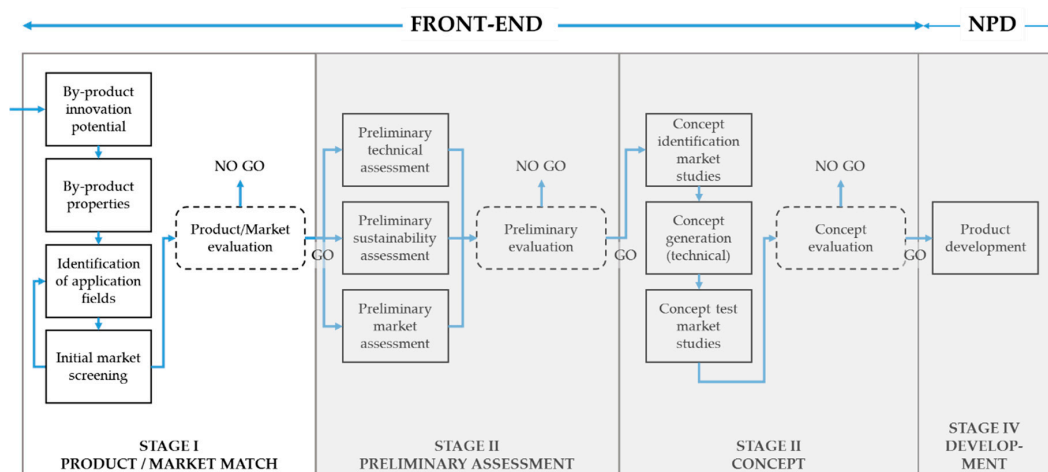 FRONT-END
NPD
By-product
innovation
potential
By-product
properties
Identification
of application
fields
Initial market
screening
NO GO
Product/Market
evaluation
GO
Preliminary
technical
assessment
Preliminary
sustainability
assessment
Preliminary
market
assessment
NO GO
Preliminary
evaluation
GO
Concept
identification
market
studies
Concept
generation
(technical)
Concept test
market
studies
NO GO
Concept
evaluation
GO
Product
development
STAGE I
PRODUCT / MARKET MATCH
STAGE II
PRELIMINARY ASSESSMENT
STAGE II
CONCEPT
STAGE IV
DEVELOP-
MENT